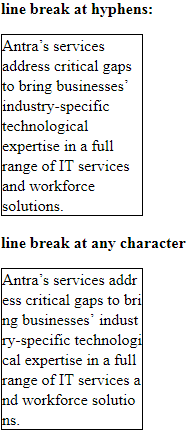 line break at hyphens:
Antra's services
address critical gaps
to bring businesses'
industry-specific
technological
expertise in a full
range of IT services
and workforce
solutions.
line break at any character
Antra's services addr
ess critical gaps to bri
ng businesses' indust
ry-specific technologi
cal expertise in a full
range of IT services a
nd workforce solutio
ns.